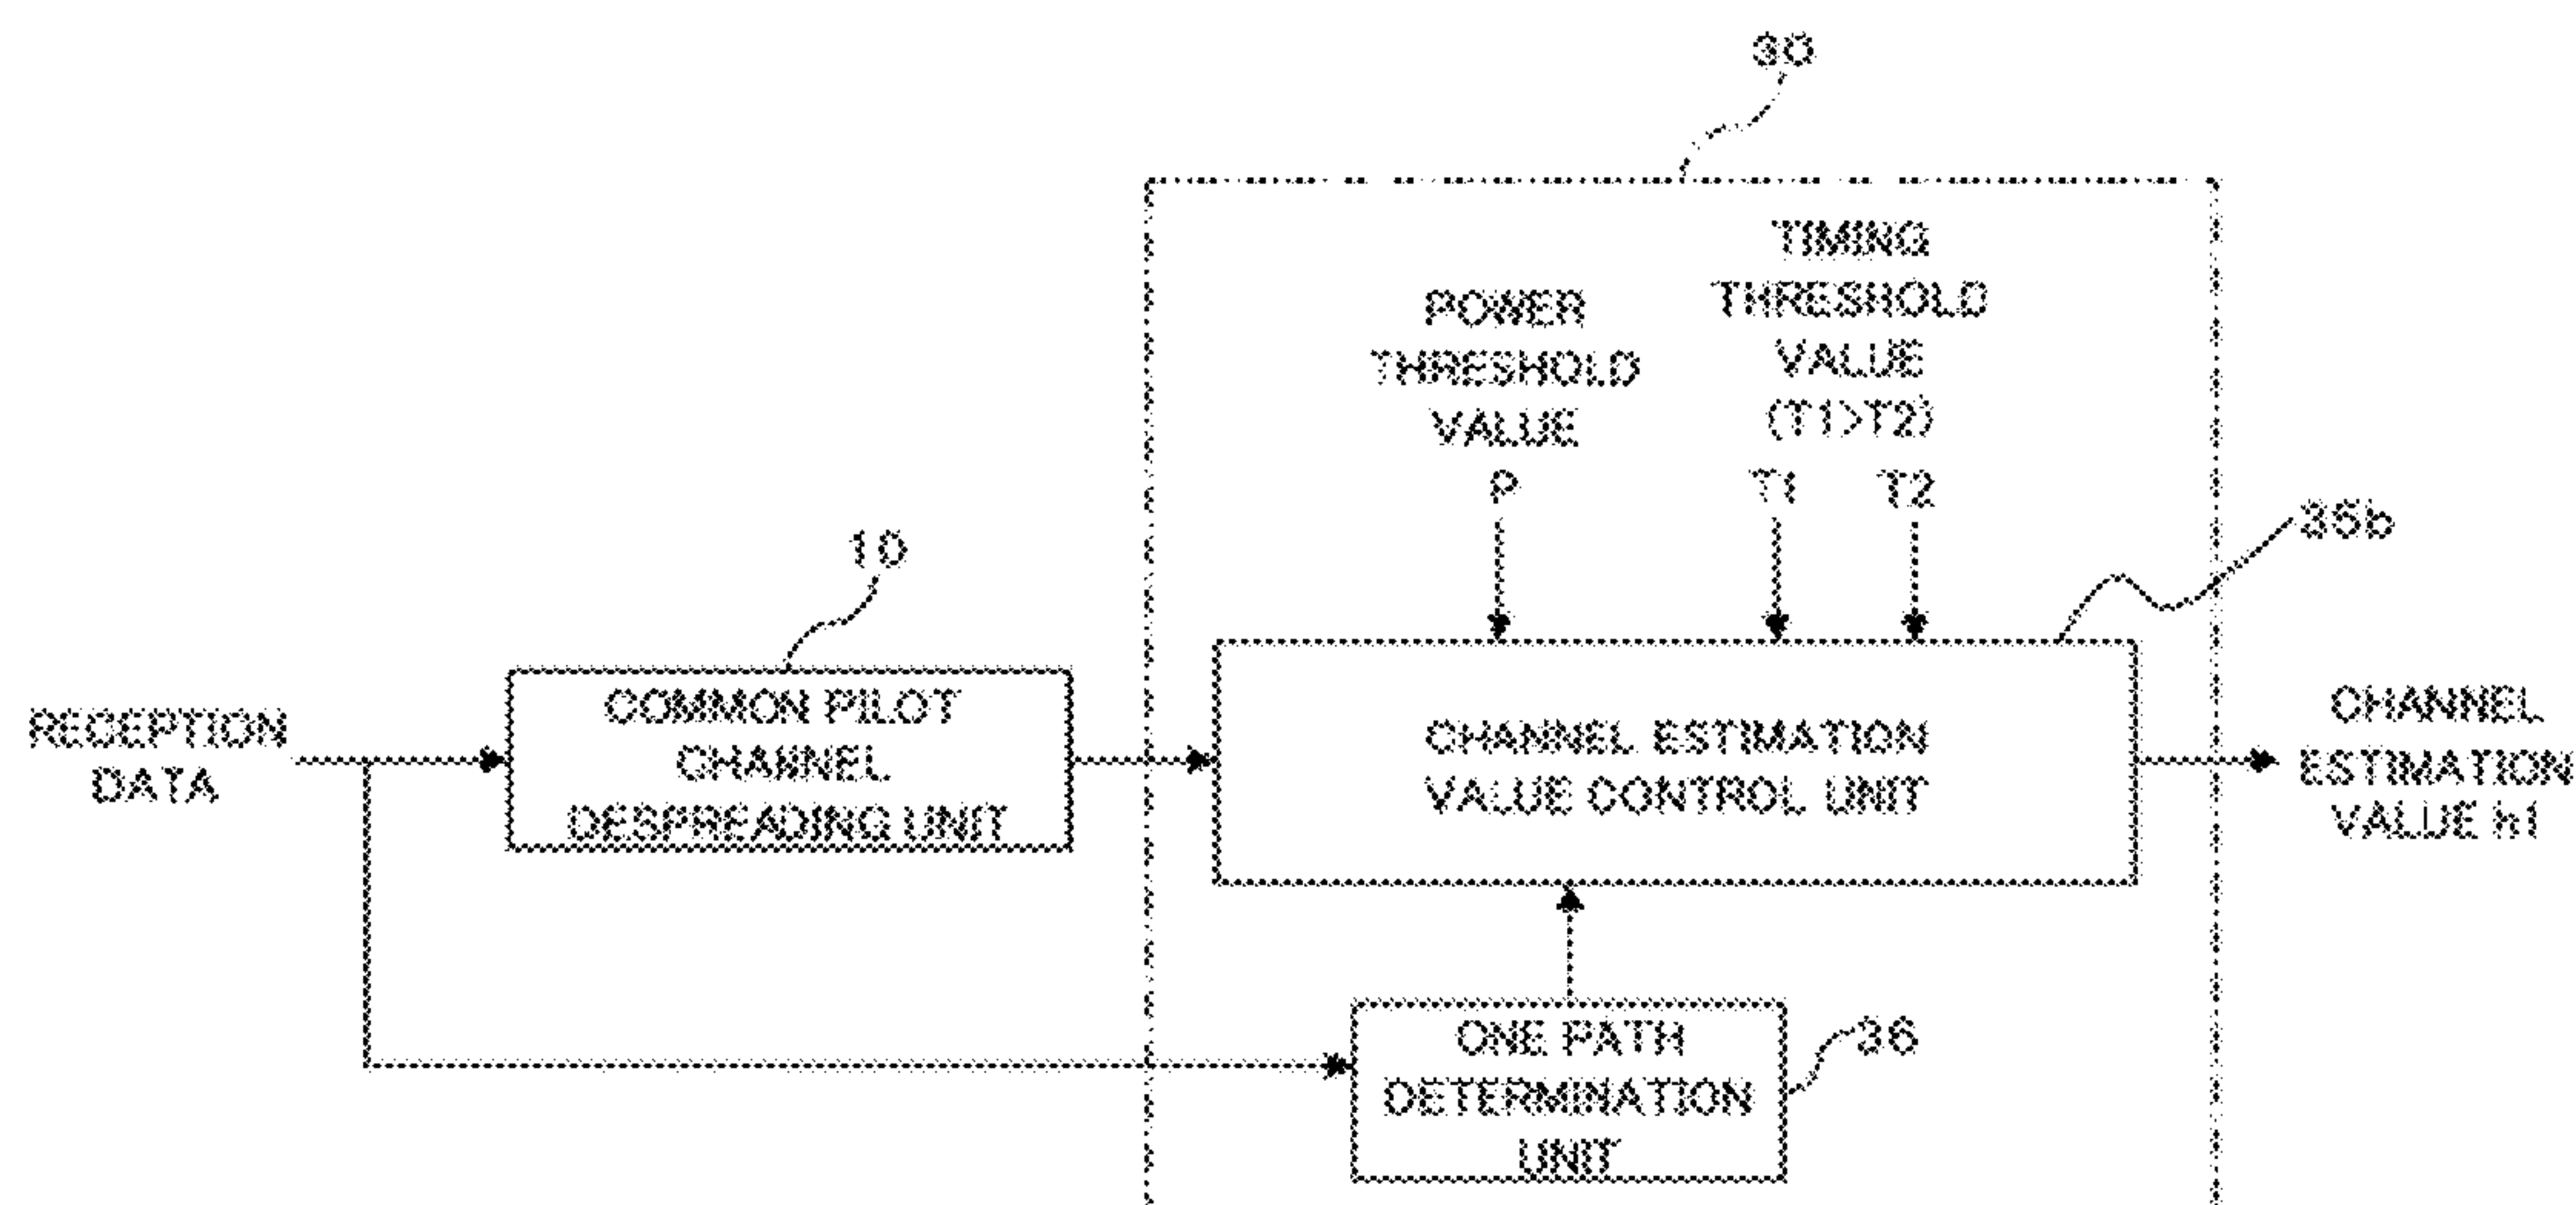 30
TIMING
THRESHOLD
VALUE
(T1>T2)
POWER
THRESHOLD
VALUE
P
T1
T2
35b
10
RECEPTION
DATA
COMMON PILOT
CHANNEL
DESPREADING UNIT
CHANNEL ESTIMATION
VALUE CONTROL UNIT
CHANNEL
ESTIMATION
VALUE h1
ONE PATH
DETERMINATION
UNIT
36